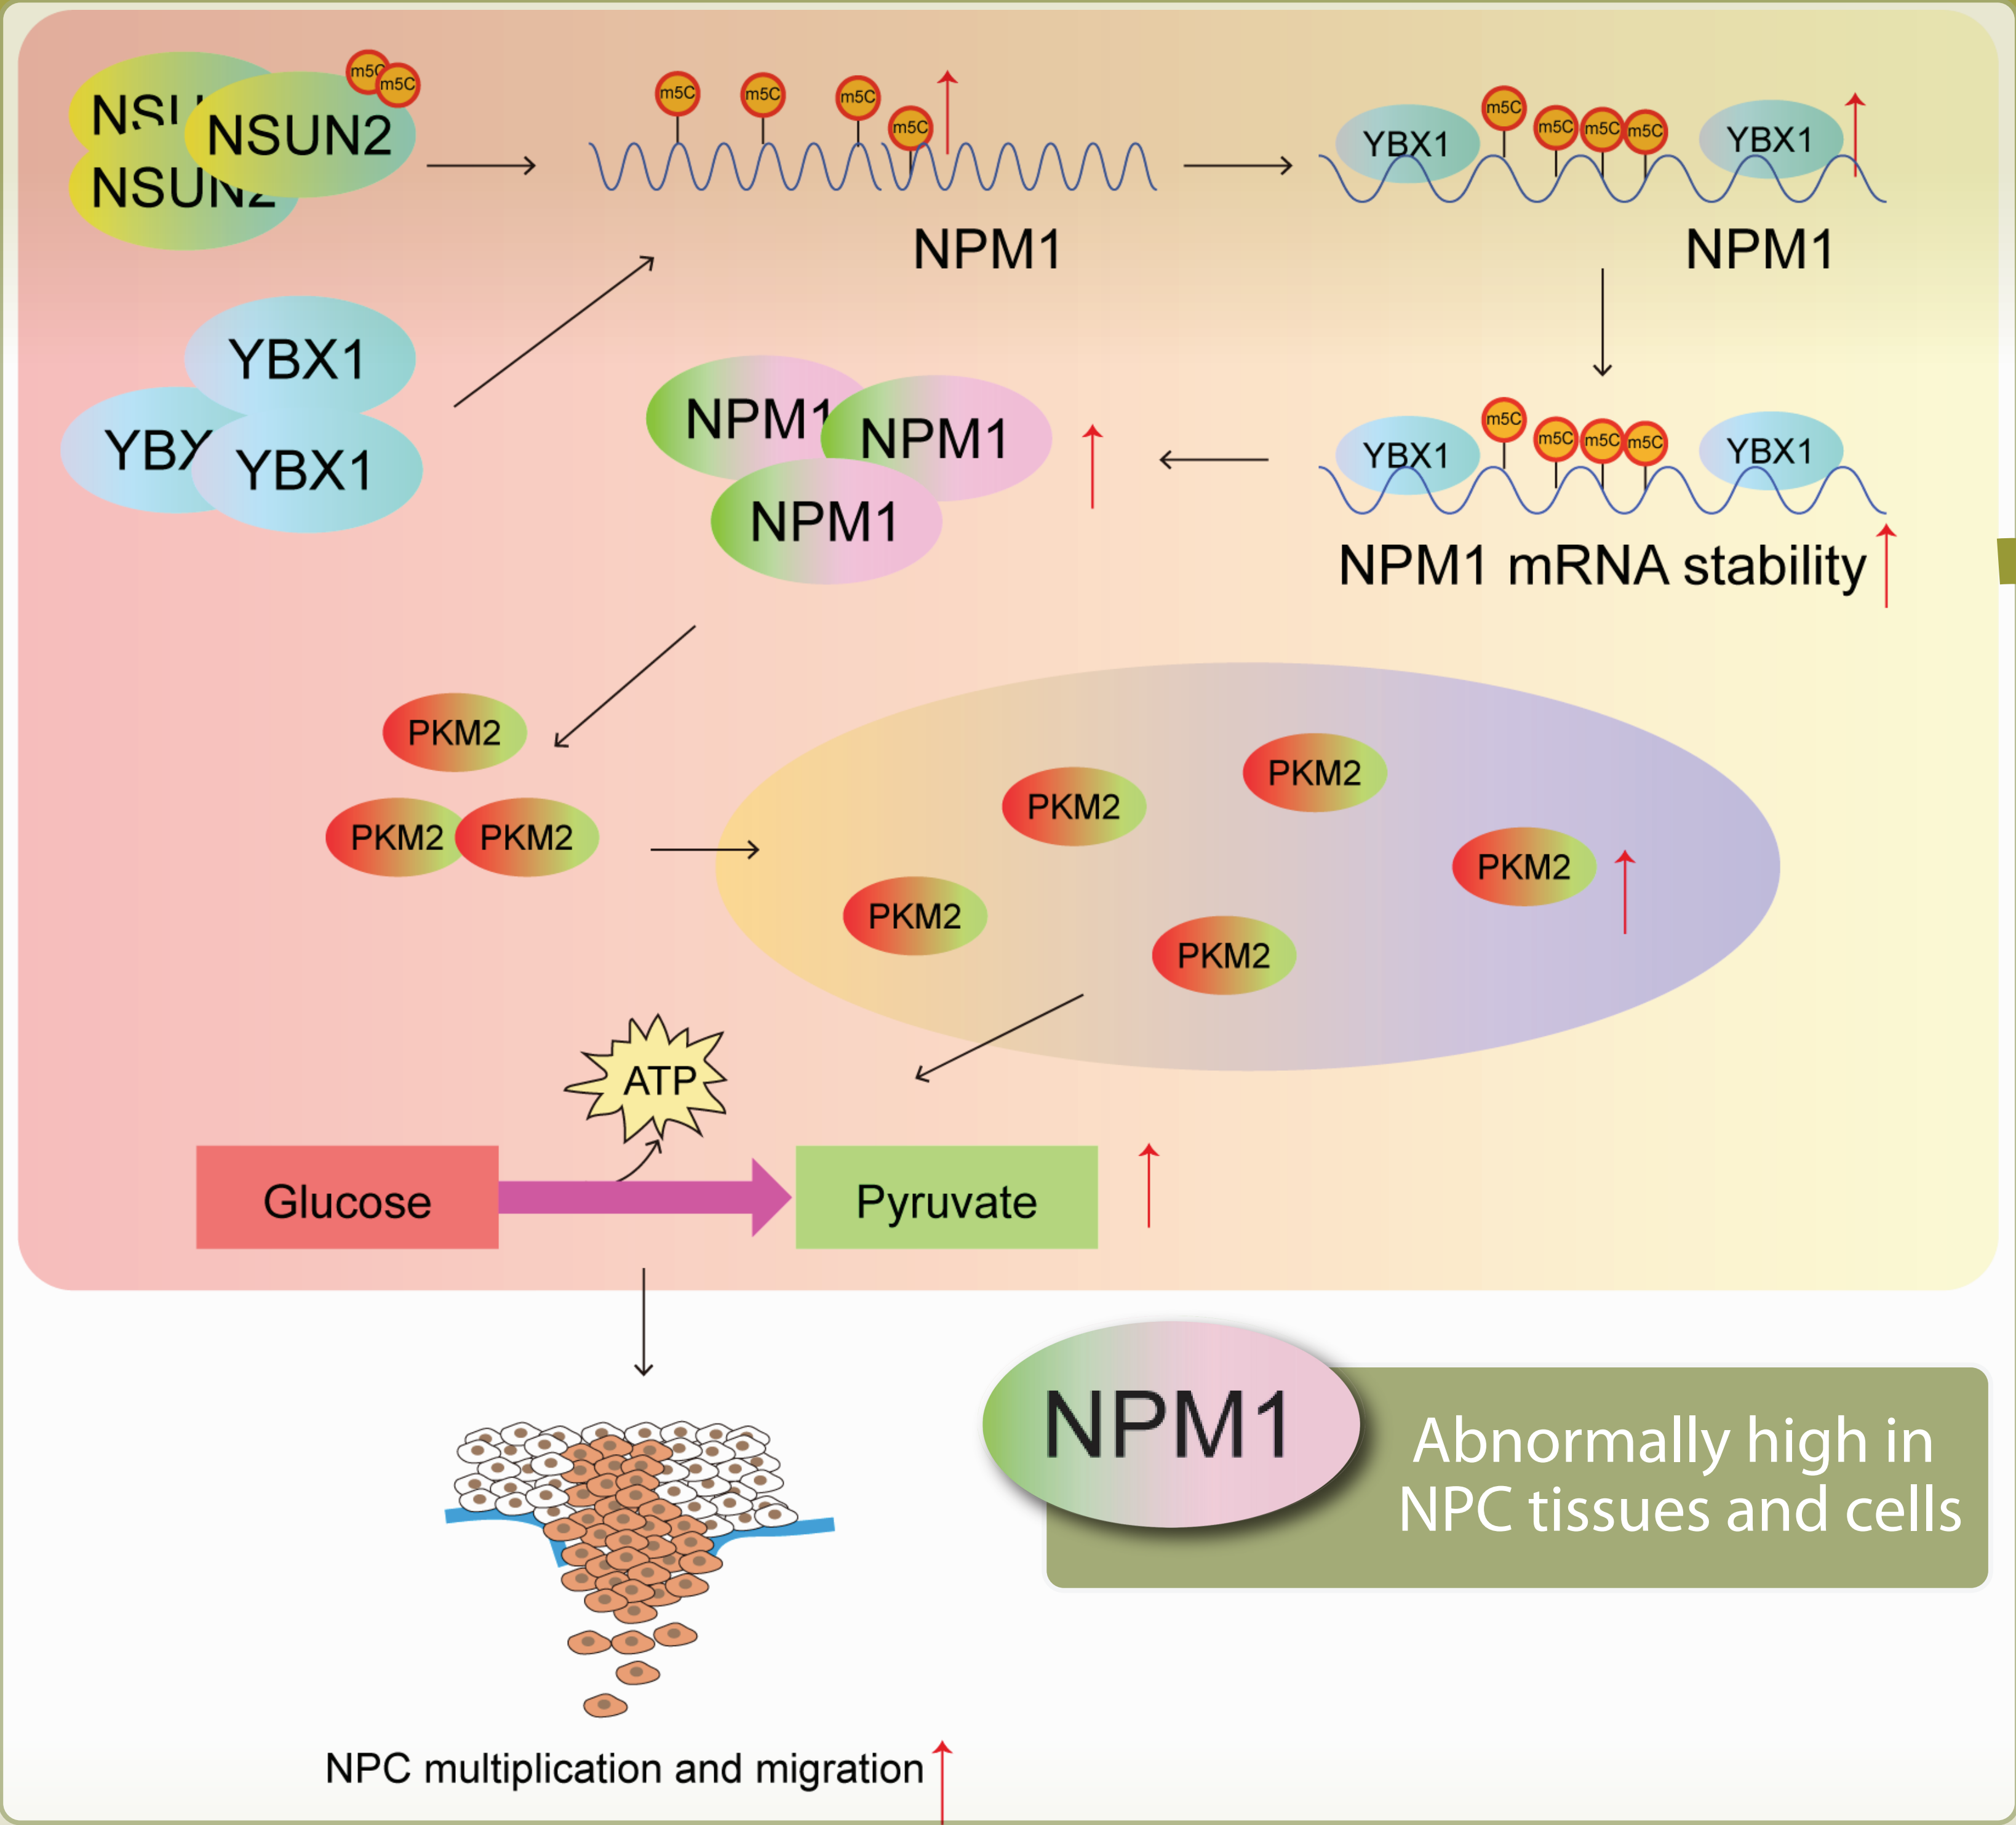 m5C
m5C
NSUN2
NSUN2
m5C
m5C
m5C
m5C
NPM1
YBX1
m5C
m5C
m5C
m5C
YBX1
NPM1
YBX1
YBX
YBX1
NPM1
NPM1
NPM1
YBX1
m5C
m5C
m5C
m5C
YBX1
NPM1 mRNA stability
PKM2
PKM2
PKM2
PKM2
PKM2
PKM2
PKM2
PKM2
ATP
Glucose
Pyruvate
NPM1
Abnormally high in
NPC tissues and cells
NPC multiplication and migration